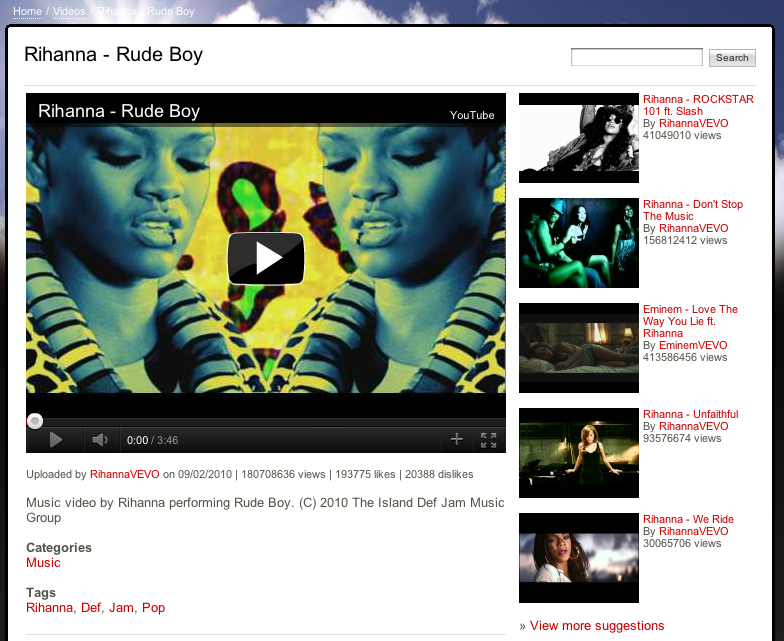 Home / Videos / Rihanna - Rude Boy
Rihanna - Rude Boy
Search
Rihanna - Rude Boy
YouTube
0:00 / 3:46
Uploaded by RihannaVEVO on 09/02/2010 | 180708636 views | 193775 likes | 20388 dislikes
Music video by Rihanna performing Rude Boy. (C) 2010 The Island Def Jam Music
Group
Categories
Music
Tags
Rihanna, Def, Jam, Pop
Rihanna - ROCKSTAR
101 ft. Slash
By RihannaVEVO
41049010 views
Rihanna - Don't Stop
The Music
By RihannaVEVO
156812412 views
Eminem - Love The
Way You Lie ft.
Rihanna
By EminemVEVO
413586456 views
Rihanna - Unfaithful
By RihannaVEVO
93576674 views
Rihanna - We Ride
By RihannaVEVO
30065706 views
» View more suggestions